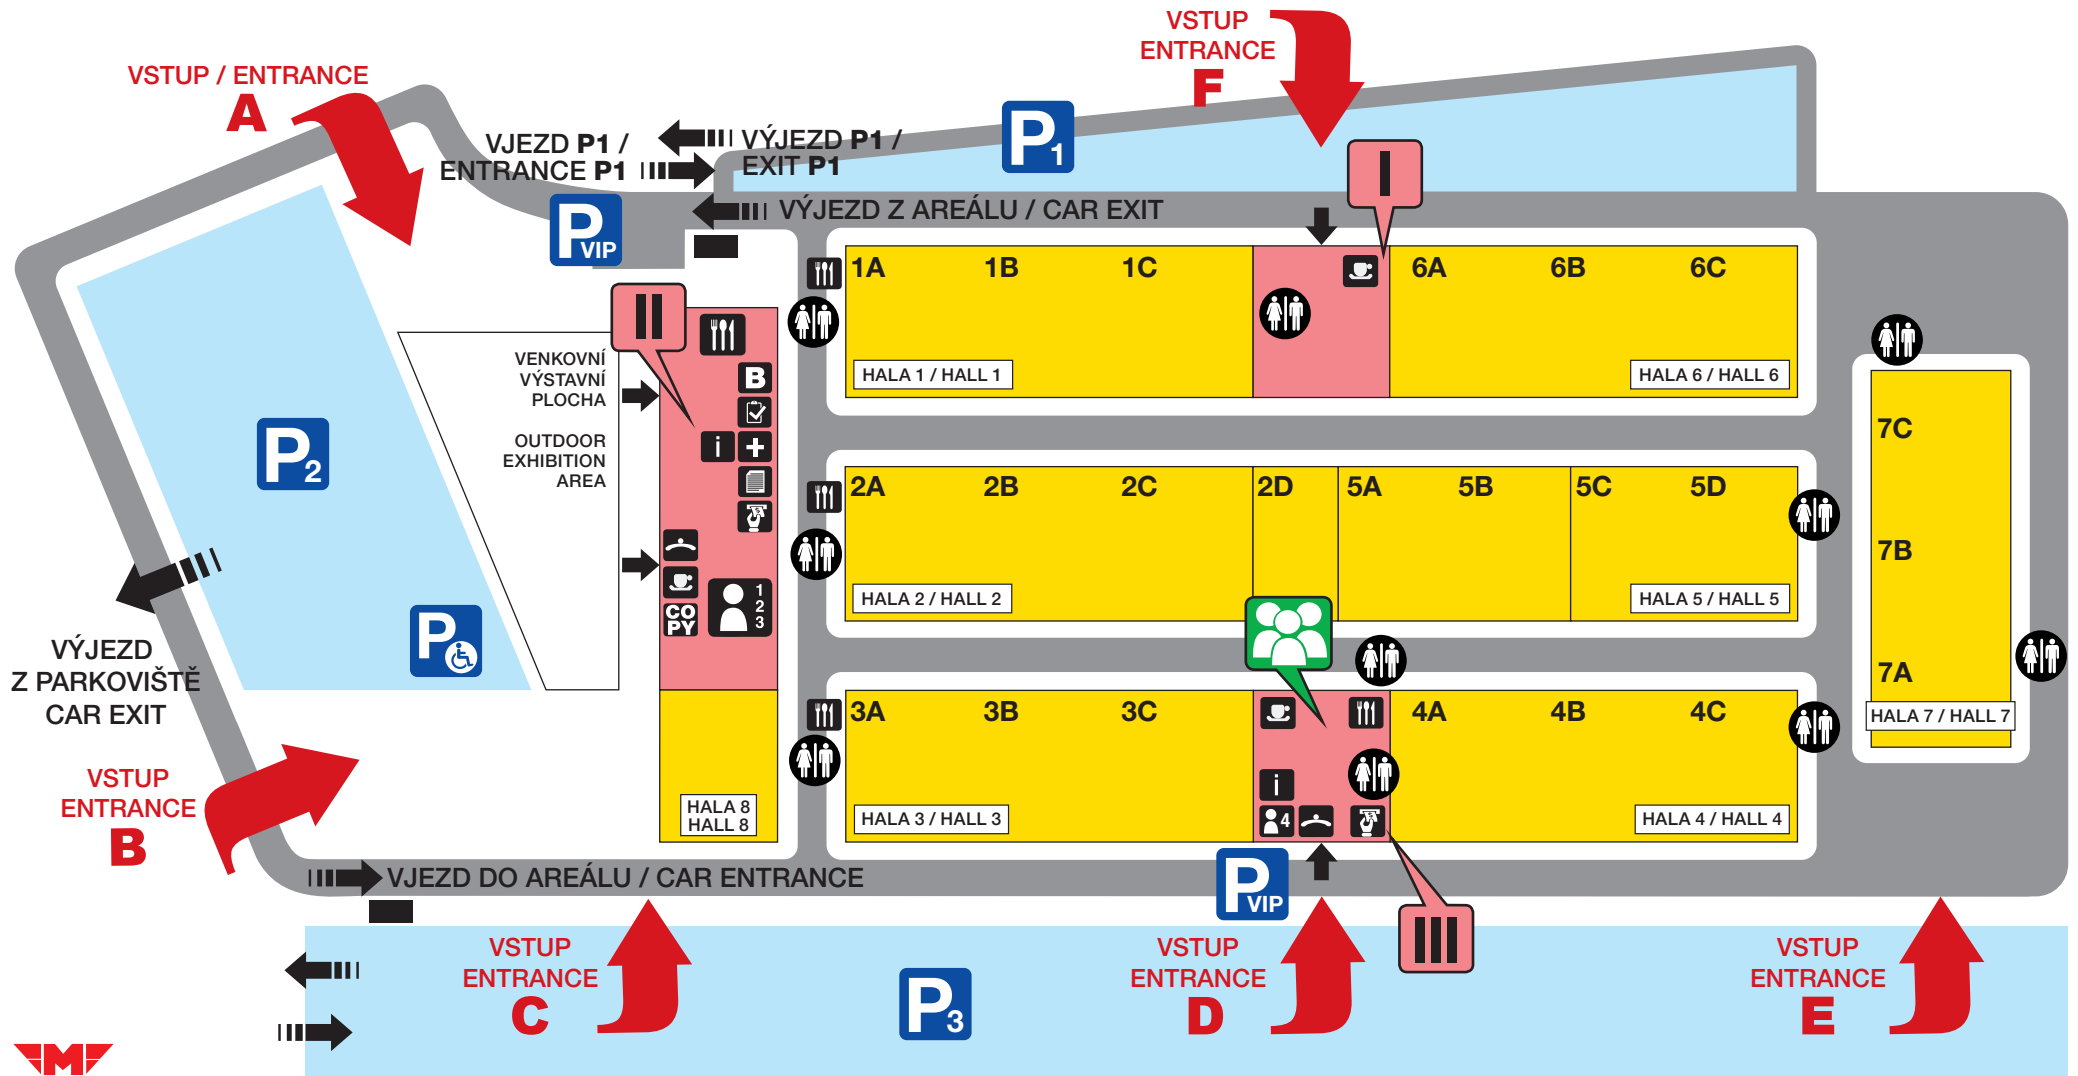 VSTUP
ENTRANCE
F
VSTUP / ENTRANCE
A
VJEZD P1 /
ENTRANCE P1
VÝJEZD P1 /
EXIT P1
P1
I
PVIP
VÝJEZD Z AREÁLU / CAR EXIT
1A
1B
1C
6A
6B
6C
HALA 1 / HALL 1
HALA 6 / HALL 6
II
VENKOVNÍ
VÝSTAVNÍ
PLOCHA
OUTDOOR
EXHIBITION
AREA
B
i
P2
7C
7B
7A
HALA 7 / HALL 7
2A
2B
2C
2D
5A
5B
5C
5D
HALA 2 / HALL 2
HALA 5 / HALL 5
1
2
3
CO
PY
P
VÝJEZD
Z PARKOVIŠTĚ
CAR EXIT
3A
3B
3C
4A
4B
4C
i
4
HALA 8
HALL 8
HALA 3 / HALL 3
HALA 4 / HALL 4
VSTUP
ENTRANCE
B
VJEZD DO AREÁLU / CAR ENTRANCE
PVIP
III
VSTUP
ENTRANCE
C
P3
VSTUP
ENTRANCE
D
VSTUP
ENTRANCE
E
M